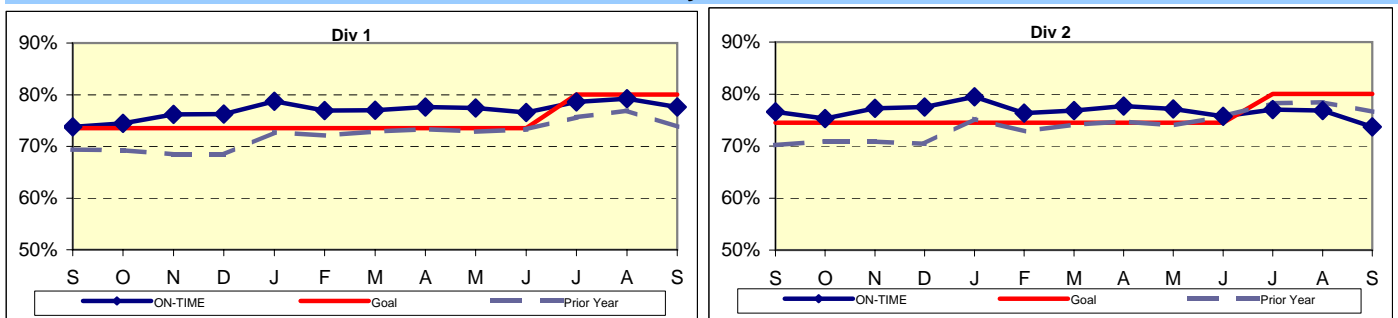 Div 1
90%
80%
70%
60%
50%
S O N D J F M A M J J A S
ON-TIME Goal Prior Year
Div 2
90%
80%
70%
60%
50%
S O N D J F M A M J J A S
ON-TIME Goal Prior Year